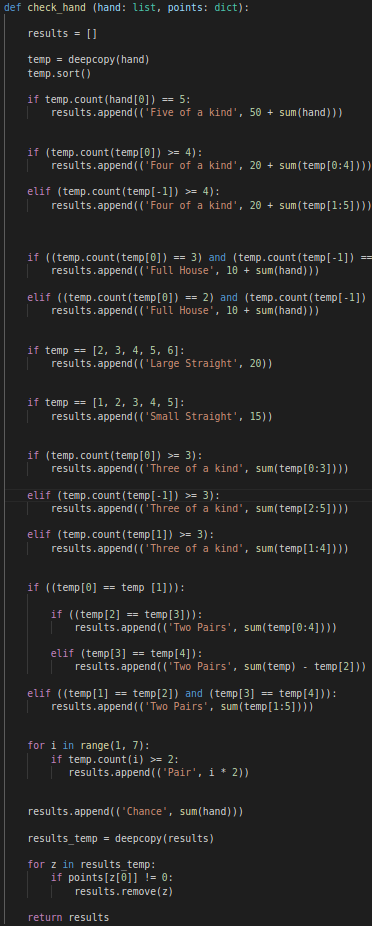 def check_hand (hand: list, points: dict):
results = []
temp = deepcopy(hand)
temp.sort()
if temp.count(hand[0]) == 5:
results.append(('Five of a kind', 50 + sum(hand)))
if (temp.count(temp[0]) >= 4):
results.append(('Four of a kind', 20 + sum(temp[0:4])))
elif (temp.count(temp[-1]) >= 4):
results.append(('Four of a kind', 20 + sum(temp[1:5])))
if ((temp.count(temp[0]) == 3) and (temp.count(temp[-1]) ==
results.append(('Full House', 10 + sum(hand)))
elif ((temp.count(temp[0]) == 2) and (temp.count(temp[-1])
results.append(('Full House', 10 + sum(hand)))
if temp == [2, 3, 4, 5, 6]:
results.append(('Large Straight', 20))
if temp == [1, 2, 3, 4, 5]:
results.append(('Small Straight', 15))
if (temp.count(temp[0]) >= 3):
results.append(('Three of a kind', sum(temp[0:3])))
elif (temp.count(temp[-1]) >= 3):
results.append(('Three of a kind', sum(temp[2:5])))
elif (temp.count(temp[1]) >= 3):
results.append(('Three of a kind', sum(temp[1:4])))
if ((temp[0] == temp [1])):
if ((temp[2] == temp[3])):
results.append(('Two Pairs', sum(temp[0:4])))
elif (temp[3] == temp[4]):
results.append(('Two Pairs', sum(temp) - temp[2]))
elif ((temp[1] == temp[2]) and (temp[3] == temp[4])):
results.append(('Two Pairs', sum(temp[1:5])))
for i in range(1, 7):
if temp.count(i) >= 2:
results.append(('Pair', i * 2))
results.append(('Chance', sum(hand)))
results_temp = deepcopy(results)
for z in results_temp:
if points[z[0]] != 0:
results.remove(z)
return results